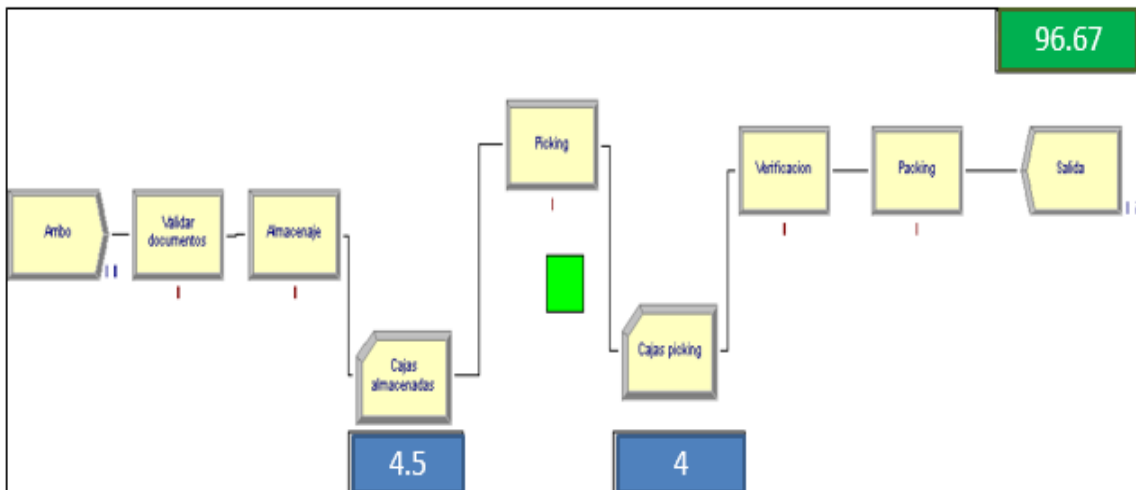 96.67
Picking
Verificacion
Packing
Salida
Arribo
Validar
documentos
Almacenaje
Cajas
almacenadas
Cajas picking
4.5
4